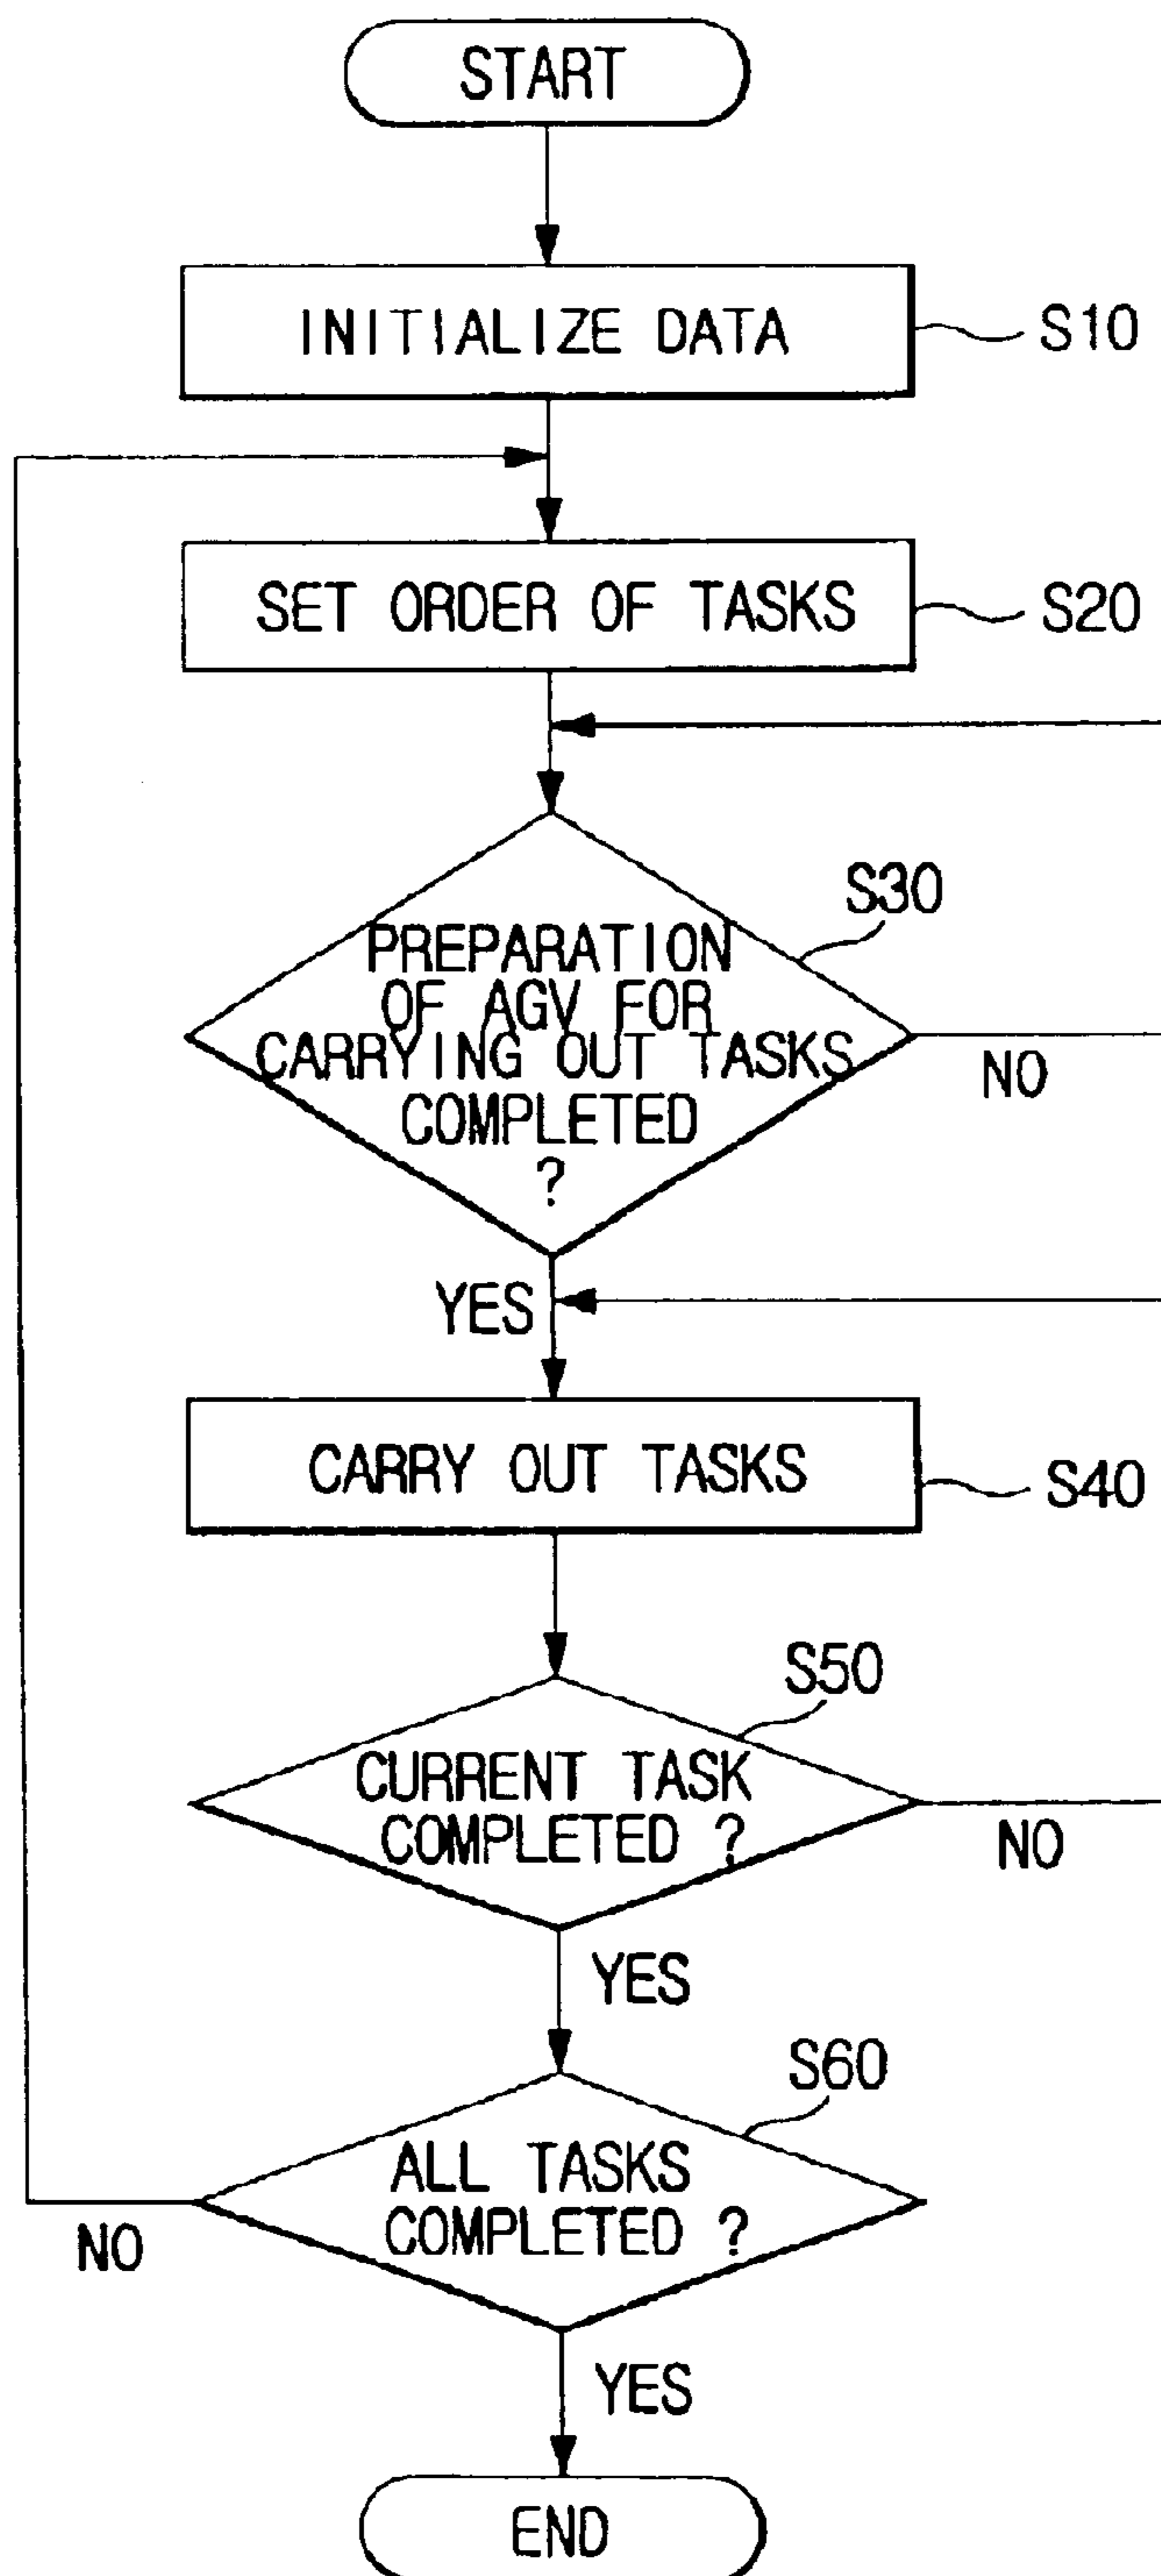 START
INITIALIZE DATA
S10
SET ORDER OF TASKS
S20
S30
PREPARATION
OF AGV FOR
CARRYING OUT TASKS
COMPLETED
?
NO
YES
CARRY OUT TASKS
S40
S50
CURRENT TASK
COMPLETED ?
NO
YES
S60
ALL TASKS
COMPLETED ?
NO
YES
END